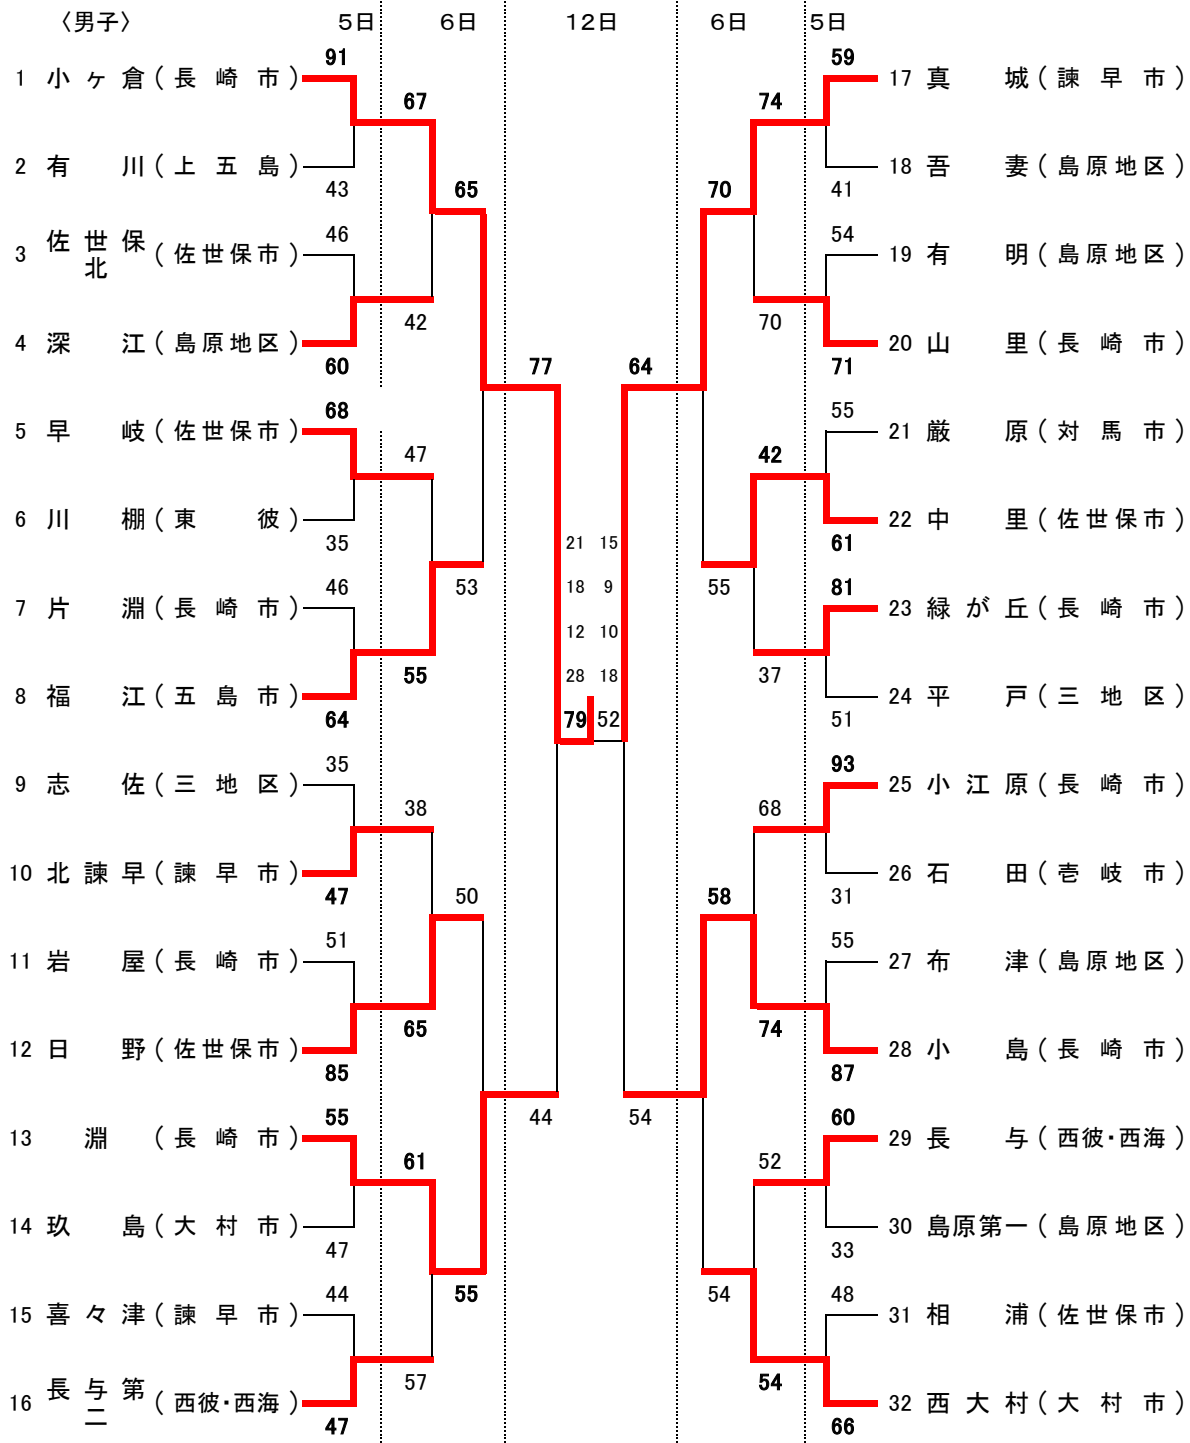 〈男子〉 5日 6日 12日 6日 5日
91 59
1 小ヶ倉(長崎市) 17 真城(諫早市)
67 74
2 有川(上五島) 18 吾妻(島原地区)
43 65 70 41
46 54
3 佐世保北(佐世保市) 19 有明(島原地区)
42 70
4 深江(島原地区) 20 山里(長崎市)
60 77 64 71
68 55
5 早岐(佐世保市) 21 厳原(対馬市)
47 42
6 川棚(東彼) 22 中里(佐世保市)
35 21 15 61
46 53 18 9 55 81
7 片淵(長崎市) 23 緑が丘(長崎市)
12 10
55 28 18 37
8 福江(五島市) 24 平戸(三地区)
64 79 52 51
35 93
9 志佐(三地区) 25 小江原(長崎市)
38 68
10 北諫早(諫早市) 26 石田(壱岐市)
47 50 58 31
51 55
11 岩屋(長崎市) 27 布津(島原地区)
65 74
12 日野(佐世保市) 28 小島(長崎市)
85 87
55 44 54 60
13 淵(長崎市) 29 長与(西彼・西海)
61 52
14 玖島(大村市) 30 島原第一(島原地区)
47 33
44 55 54 48
15 喜々津(諫早市) 31 相浦(佐世保市)
57 54
16 長与第二(西彼・西海) 32 西大村(大村市)
47 66